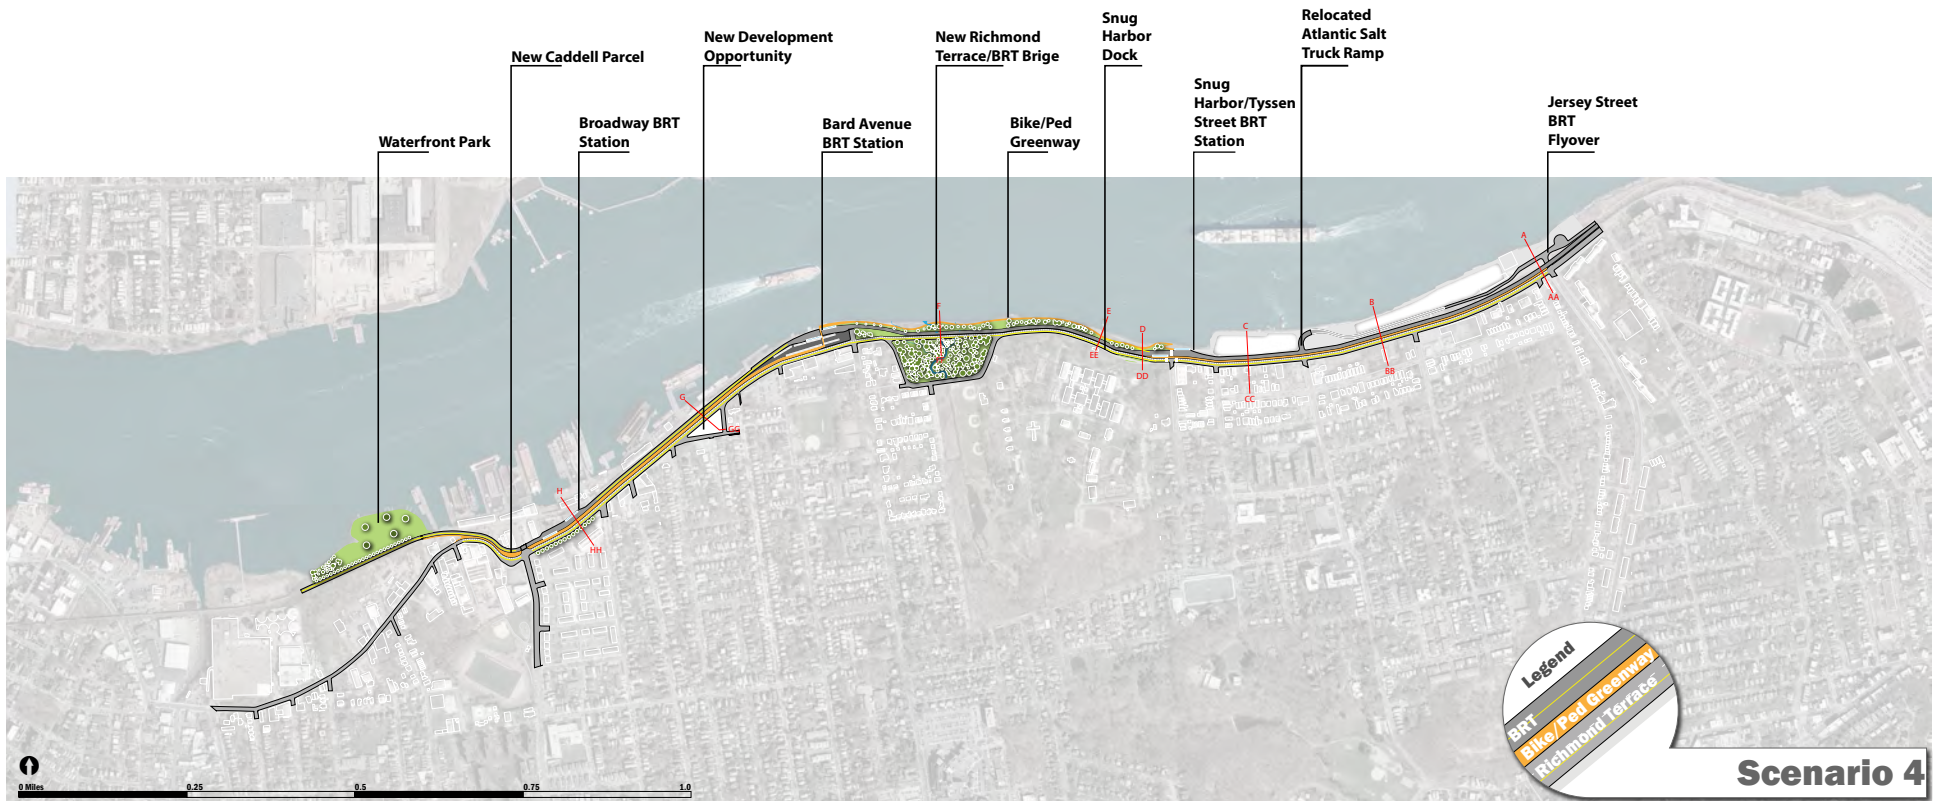 Waterfront Park
New Caddell Parcel
Broadway BRT
Station
New Development
Opportunity
Bard Avenue
BRT Station
New Richmond
Terrace/BRT Brige
Bike/Ped
Greenway
Snug
Harbor
Dock
Snug
Harbor/Tyssen
Street BRT
Station
Relocated
Atlantic Salt
Truck Ramp
Jersey Street
BRT
Flyover
A
AA
B
BB
C
CC
D
DD
E
EE
F
G
GG
H
HH
Legend
BRT
Bike/Ped Greenway
Richmond Terrace
Scenario 4
0 Miles
0.25
0.5
0.75
1.0